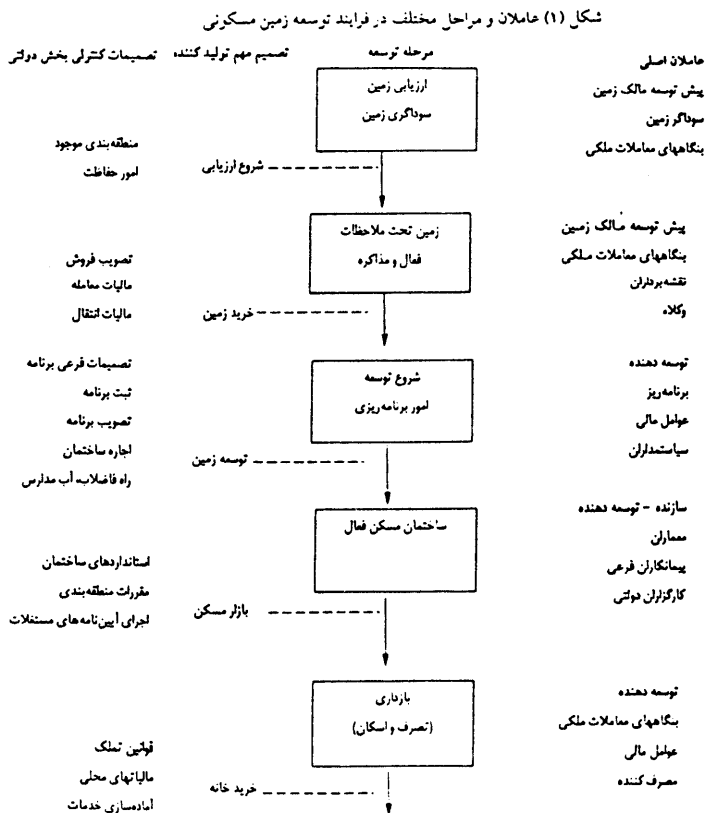 شکل (۱) عاملان و مراحل مختلف در فرایند توسعه زمین مسکونی
عاملان اصلی
مرحله توسعه
تصمیم مهم تولید کننده
تصمیمات کنترلی بخش دولتی
پیش توسعه مالک زمین
سوداگر زمین
بنگاههای معاملات ملکی
ارزیابی زمین
سوداگری زمین
شروع ارزیابی
منطقه‌بندی موجود
امور حفاظت
پیش توسعه مالک زمین
بنگاههای معاملات ملکی
نقشه‌برداران
وکلاء
زمین تحت ملاحظات
فعال و مذاکره
خرید زمین
تصویب فروش
مالیات معامله
مالیات انتقال
توسعه دهنده
برنامه‌ریز
عوامل مالی
سیاستمداران
شروع توسعه
امور برنامه‌ریزی
توسعه زمین
تصمیمات فرعی برنامه
ثبت برنامه
تصویب برنامه
اجاره ساختمان
راه فاضلاب، آب مدارس
سازنده - توسعه دهنده
معماران
پیمانکاران فرعی
کارگزاران دولتی
ساختمان مسکن فعال
بازار مسکن
استانداردهای ساختمان
مقررات منطقه‌بندی
اجرای آیین‌نامه‌های مستغلات
توسعه دهنده
بنگاههای معاملات ملکی
عوامل مالی
مصرف کننده
بازداری
(تصرف و اسکان)
خرید خانه
قوانین تملک
مالیاتهای محلی
آماده‌سازی خدمات